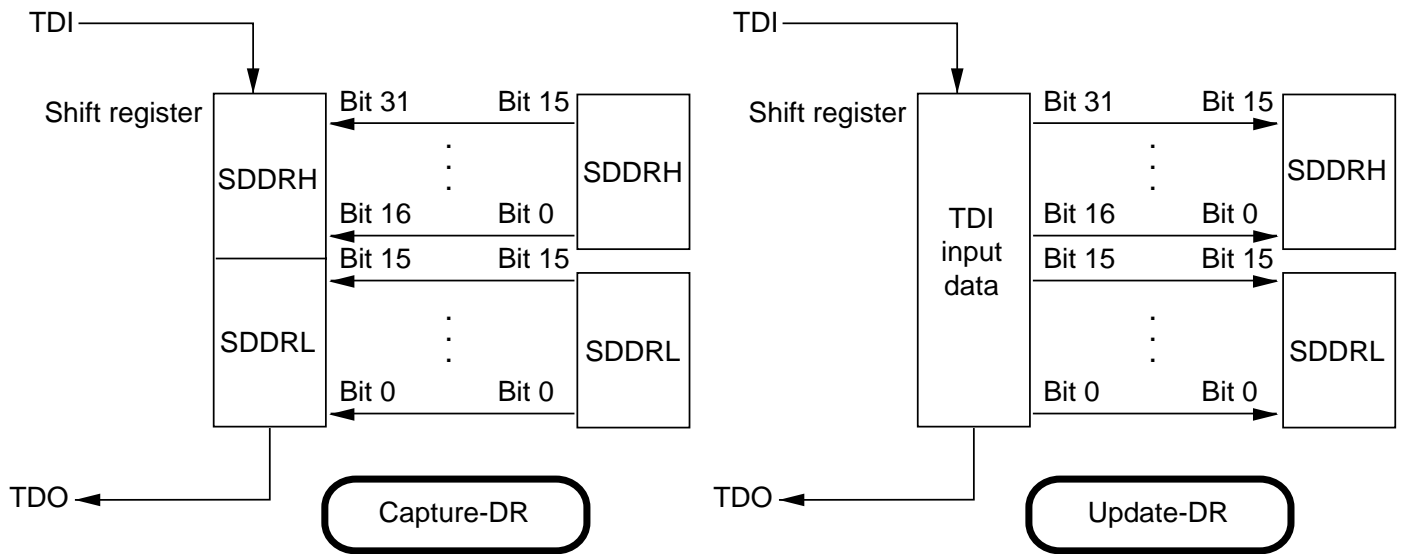 TDI
Shift register
Bit 31 Bit 15
SDDRH
SDDRH
.
.
.
Bit 16 Bit 0
Bit 15 Bit 15
SDDRL
SDDRL
.
.
.
Bit 0 Bit 0
TDO
Capture-DR
TDI
Shift register
Bit 31 Bit 15
.
.
.
SDDRH
Bit 16 Bit 0
TDI
input
data
Bit 15 Bit 15
.
.
.
SDDRL
Bit 0 Bit 0
TDO
Update-DR